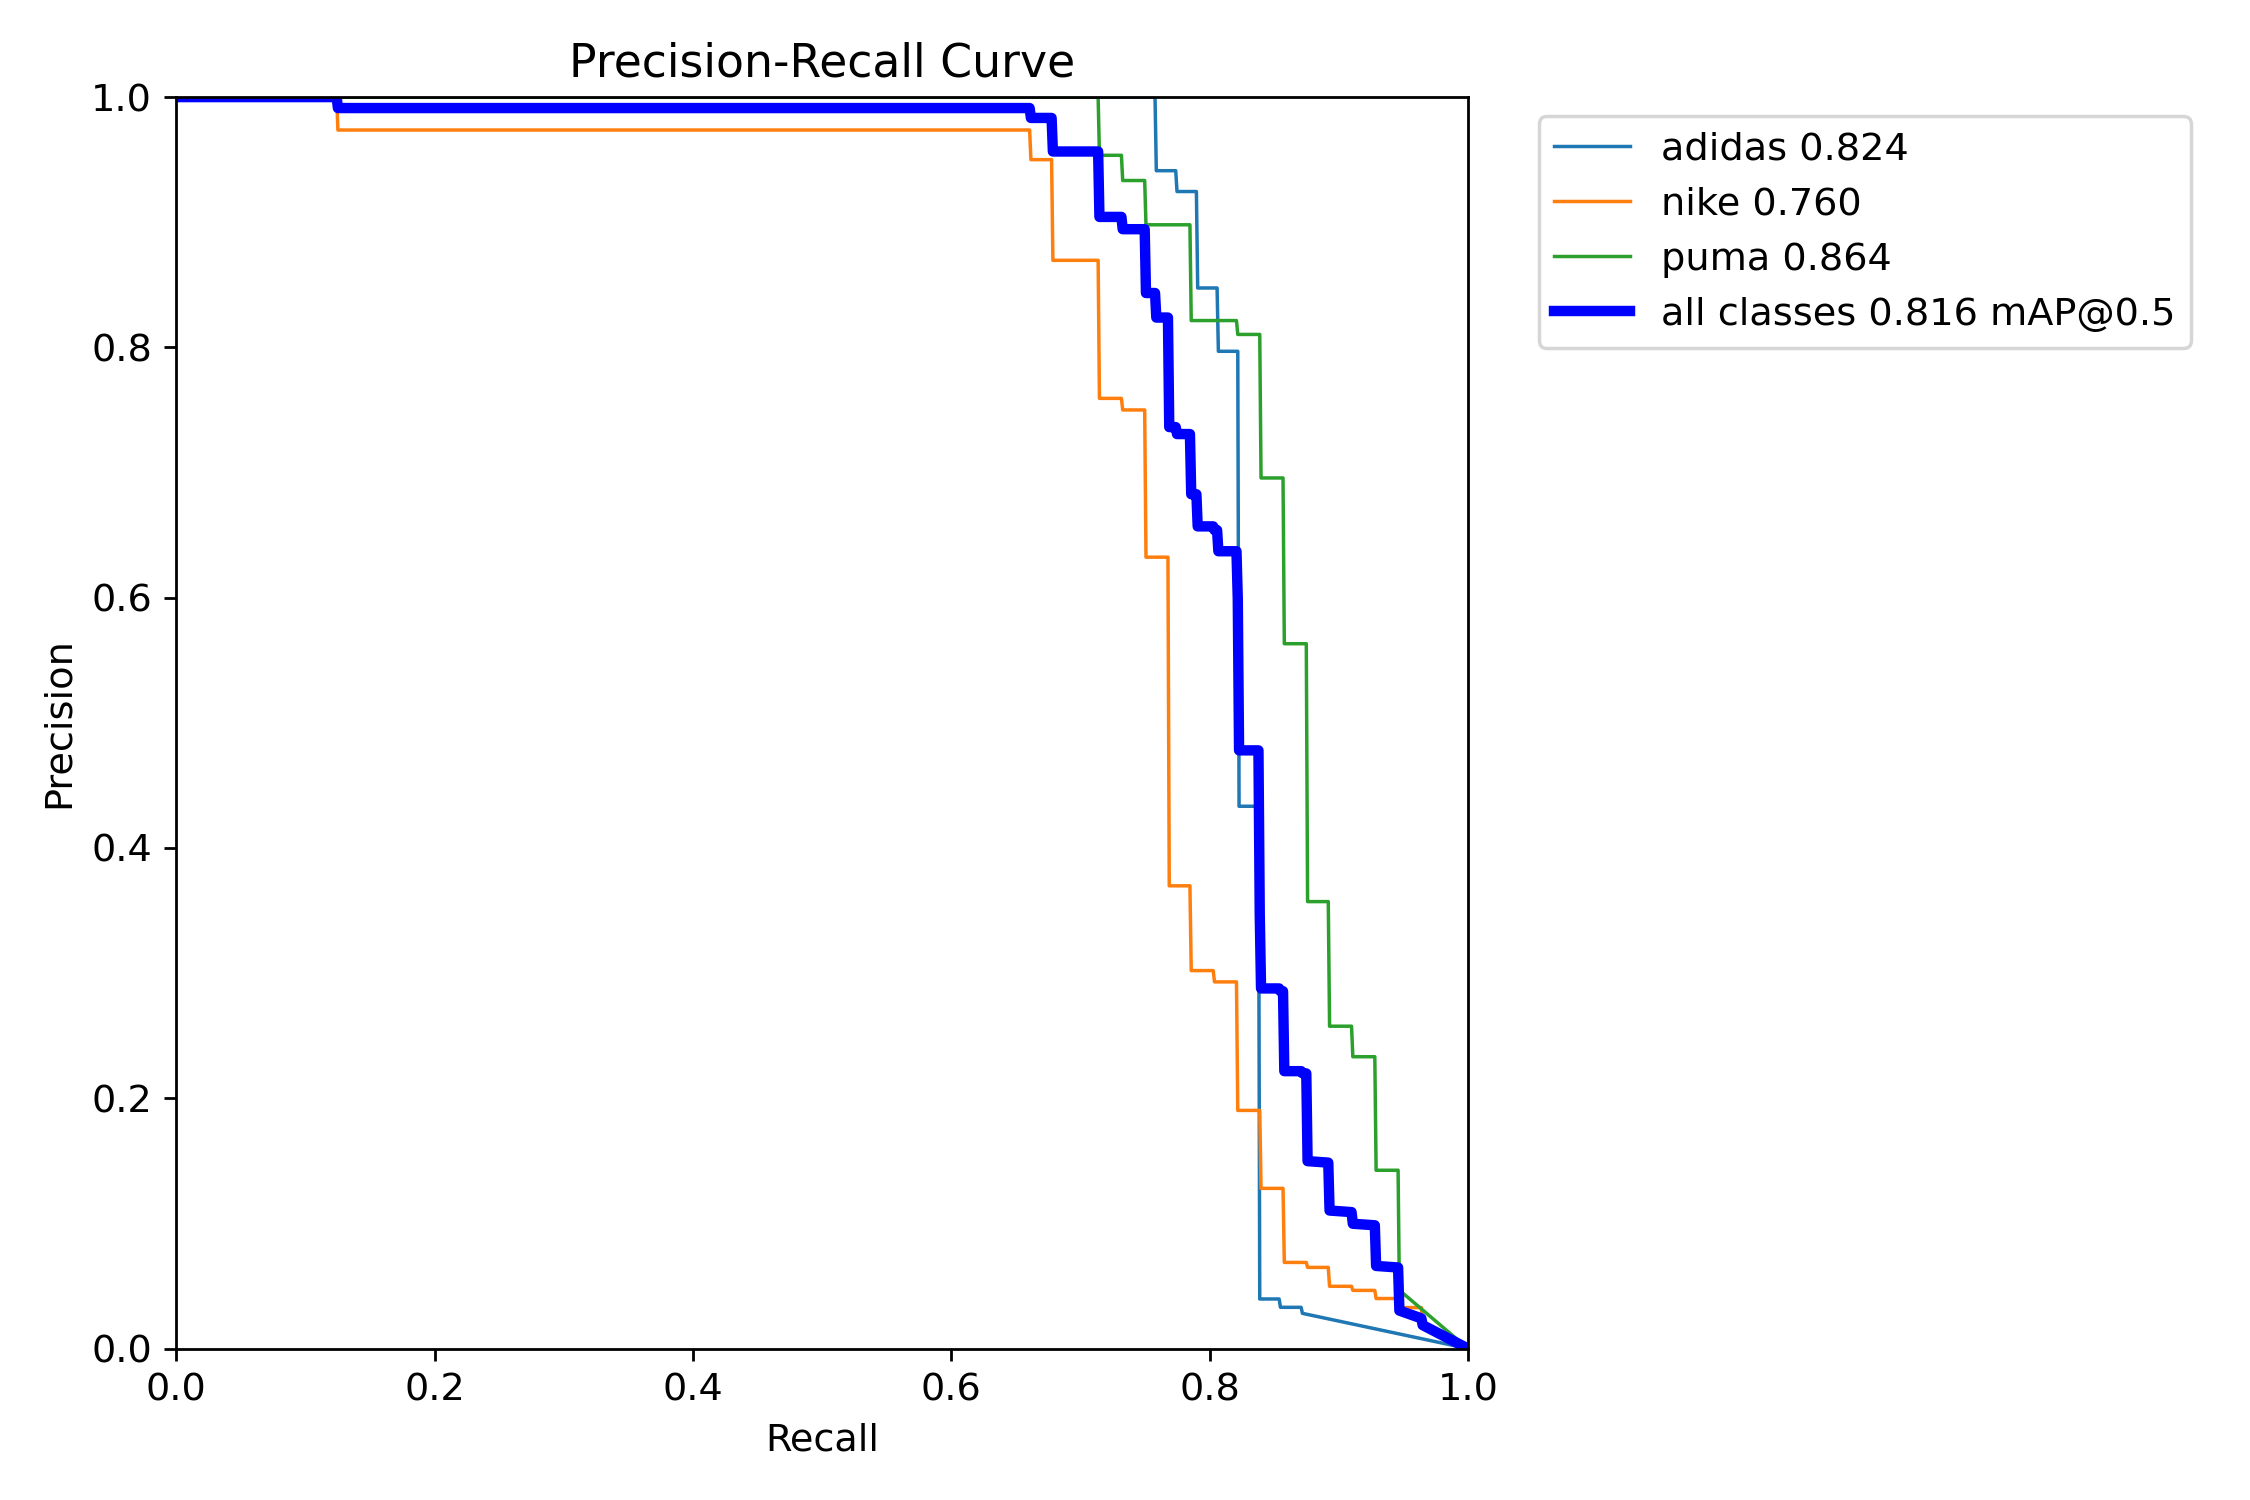 Precision-Recall Curve
1.0
0.8
0.6
0.4
0.2
0.0
Precision
0.0 0.2 0.4 0.6 0.8 1.0
Recall
adidas 0.824
nike 0.760
puma 0.864
all classes 0.816 mAP@0.5